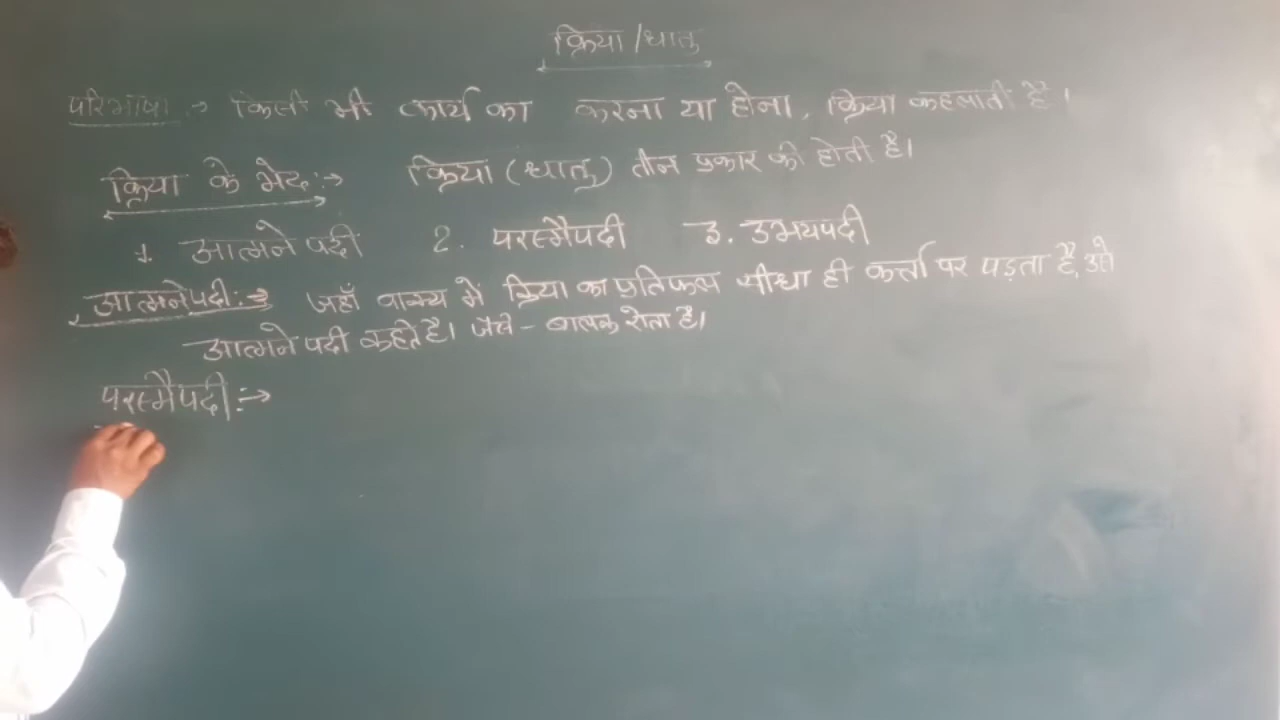 क्रिया/धातु
परिभाषा :→ किसी भी कार्य का करना या होना, क्रिया कहलाती है।
क्रिया के भेद :→ क्रिया (धातु) तीन प्रकार की होती है।
1. आत्मनेपदी 2. परस्मैपदी 3. उभयपदी
आत्मनेपदी :→ जहाँ वाक्य में क्रिया का प्रतिफल सीधा ही कर्त्ता पर पड़ता है, उसे
आत्मनेपदी कहते है। जैसे - बालक रोता है।
परस्मैपदी :→